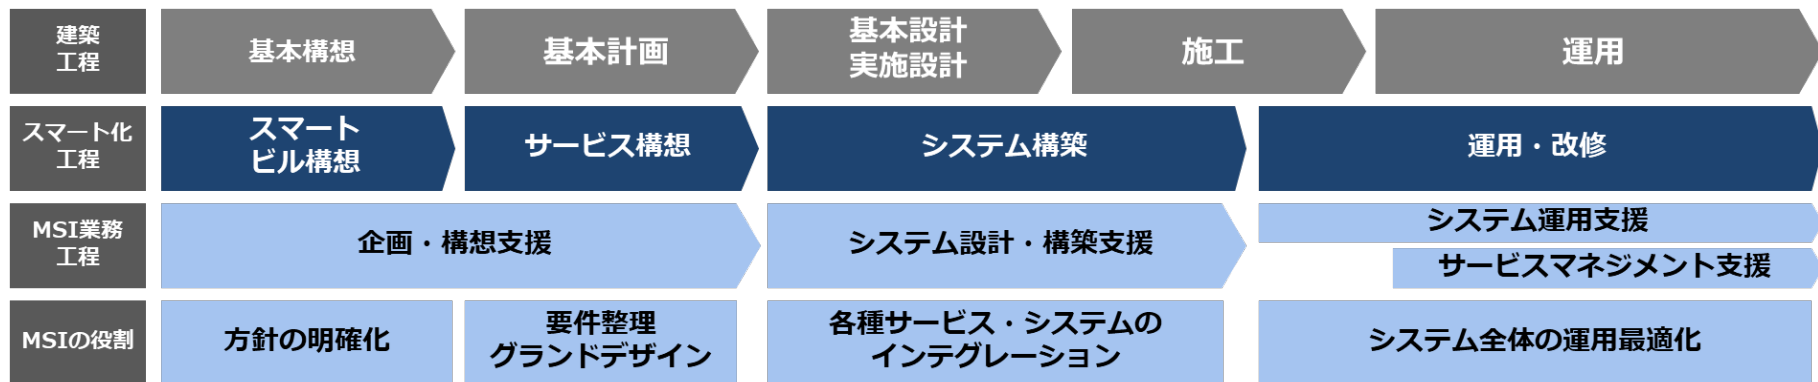 建築
工程
基本構想
基本計画
基本設計
実施設計
施工
運用
スマート化
工程
スマート
ビル構想
サービス構想
システム構築
運用・改修
MSI業務
工程
企画・構想支援
システム設計・構築支援
システム運用支援
サービスマネジメント支援
MSIの役割
方針の明確化
要件整理
グランドデザイン
各種サービス・システムの
インテグレーション
システム全体の運用最適化